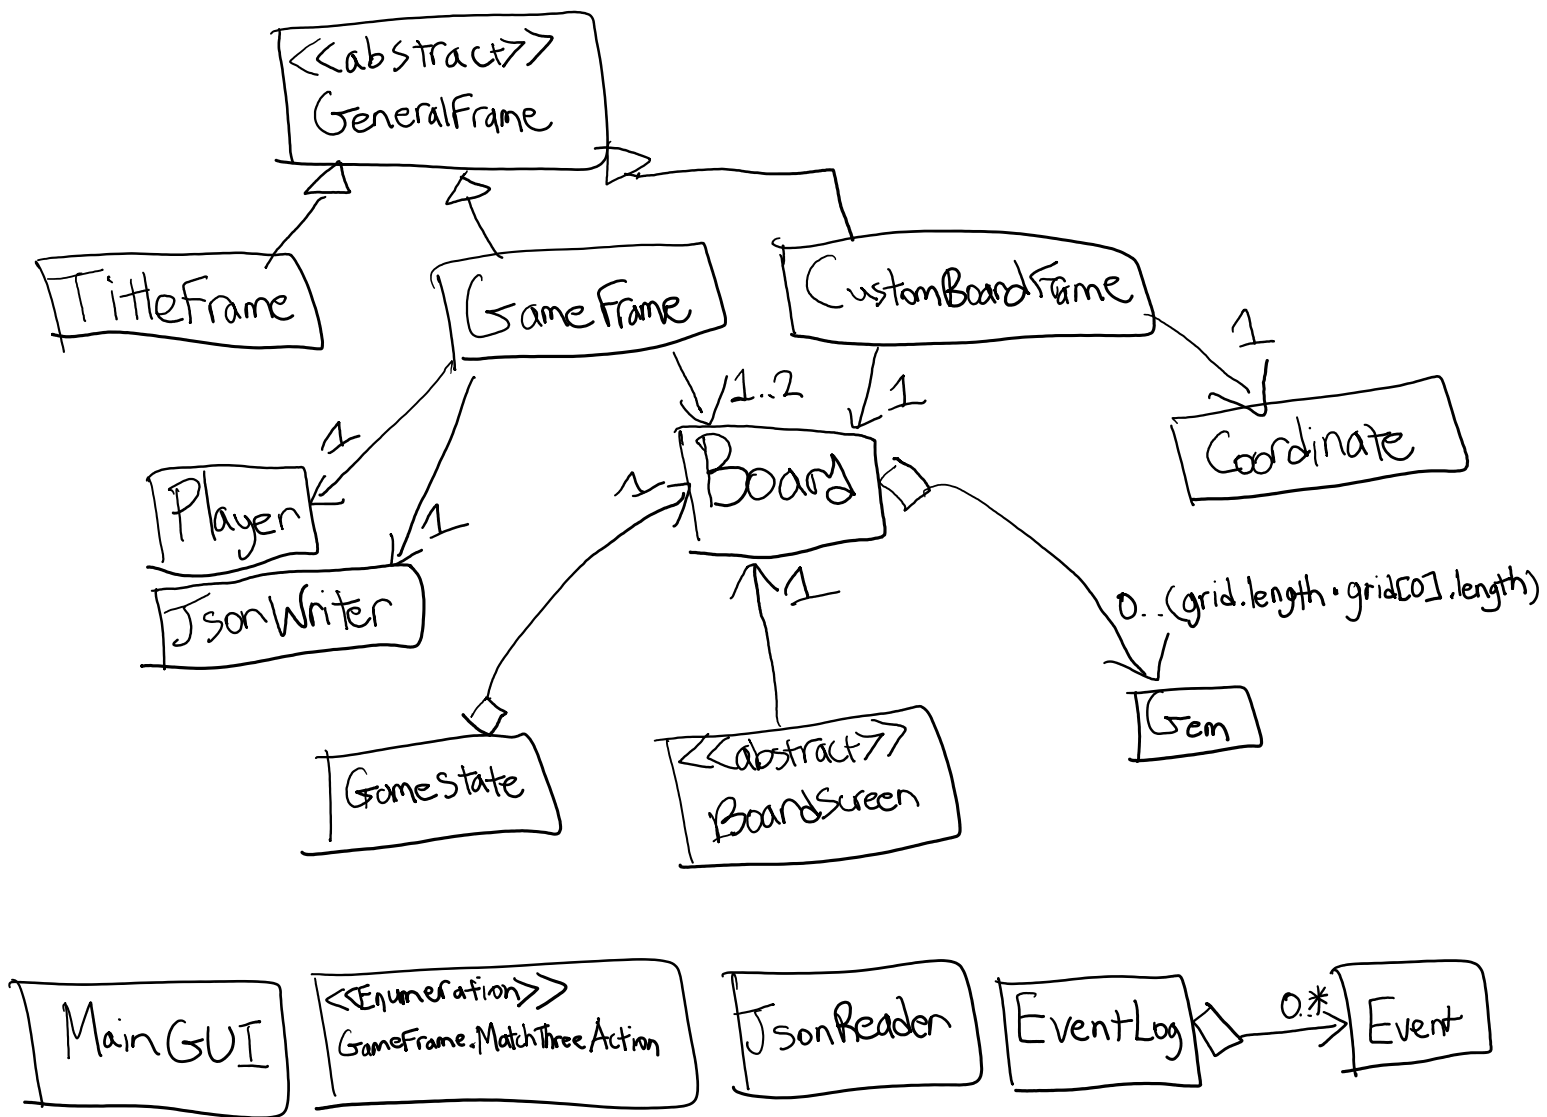 <<abstract>>
GeneralFrame
TitleFrame
GameFrame
CustomBoardFrame
1
1..2
1
1
Coordinate
Board
Player
1
1
JsonWriter
1
0..(grid.length · grid[0].length)
Gem
GameState
<<abstract>>
BoardScreen
MainGUI
<<Enumeration>>
GameFrame.MatchThreeAction
JsonReader
EventLog
0..*
Event